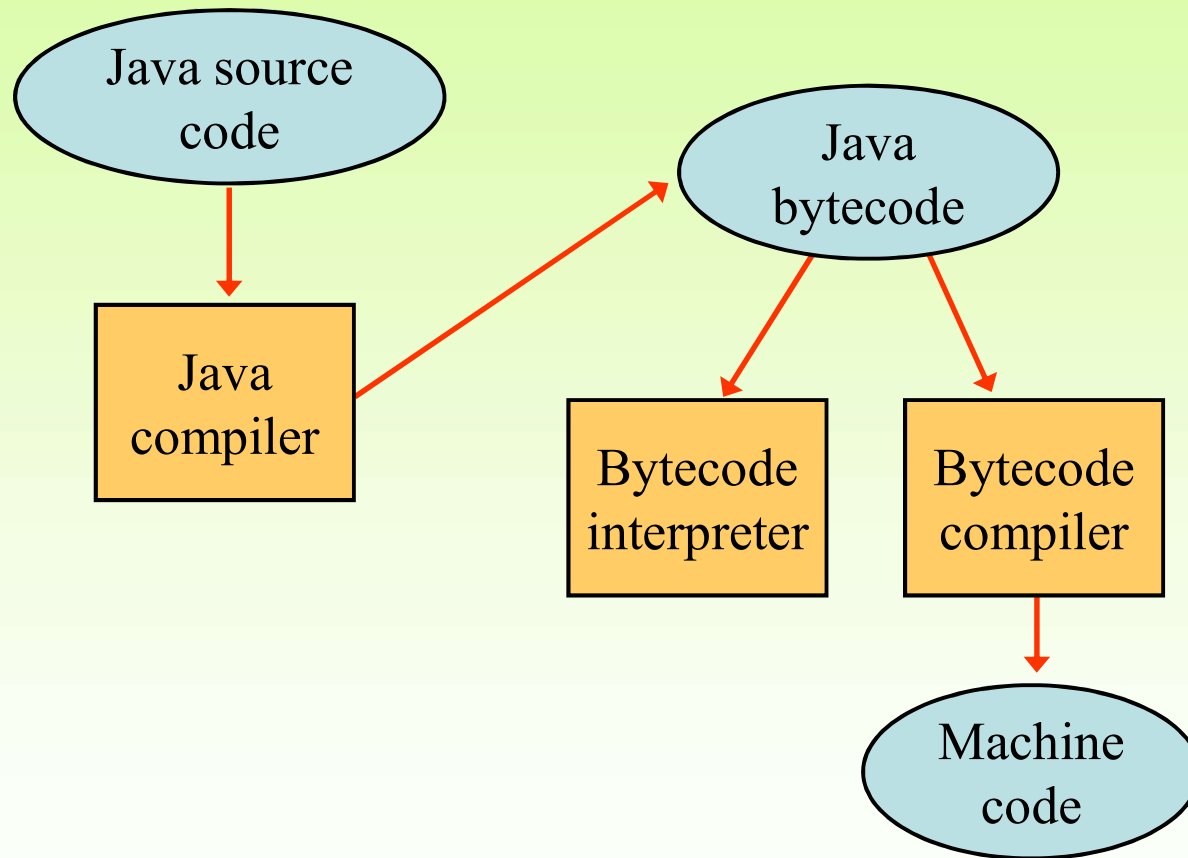 Java source
code
Java
bytecode
Java
compiler
Bytecode
interpreter
Bytecode
compiler
Machine
code